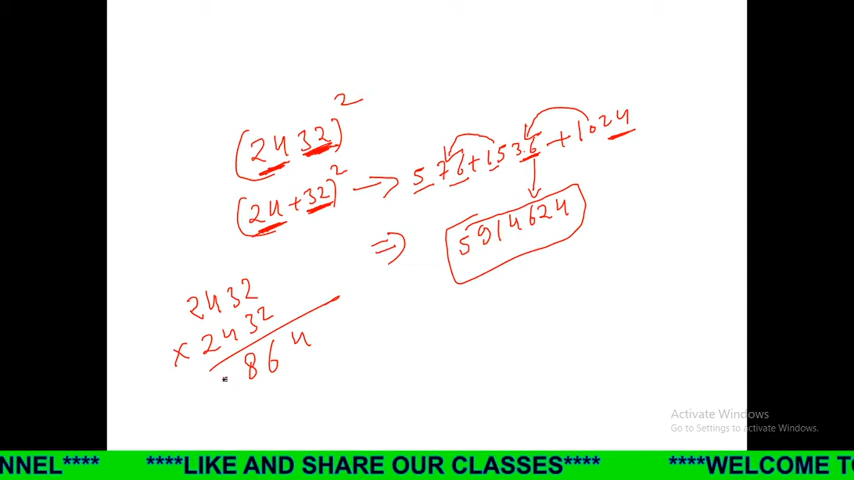 (2432)²
(24+32)² → 576+1536+1024
⇒ 5914624
2432
×2432
864
Activate Windows
Go to Settings to activate Windows.
NNEL**** ****LIKE AND SHARE OUR CLASSES**** ****WELCOME TO